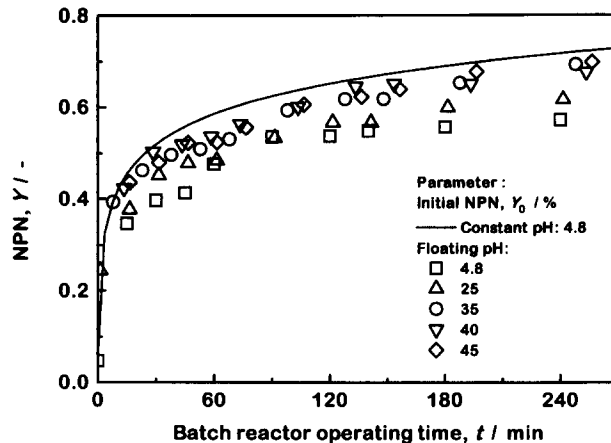 0.8
0.6
0.4
0.2
0.0
NPN, Y / -
Parameter :
Initial NPN, Y₀ / %
Constant pH: 4.8
Floating pH:
4.8
25
35
40
45
0 60 120 180 240
Batch reactor operating time, t / min